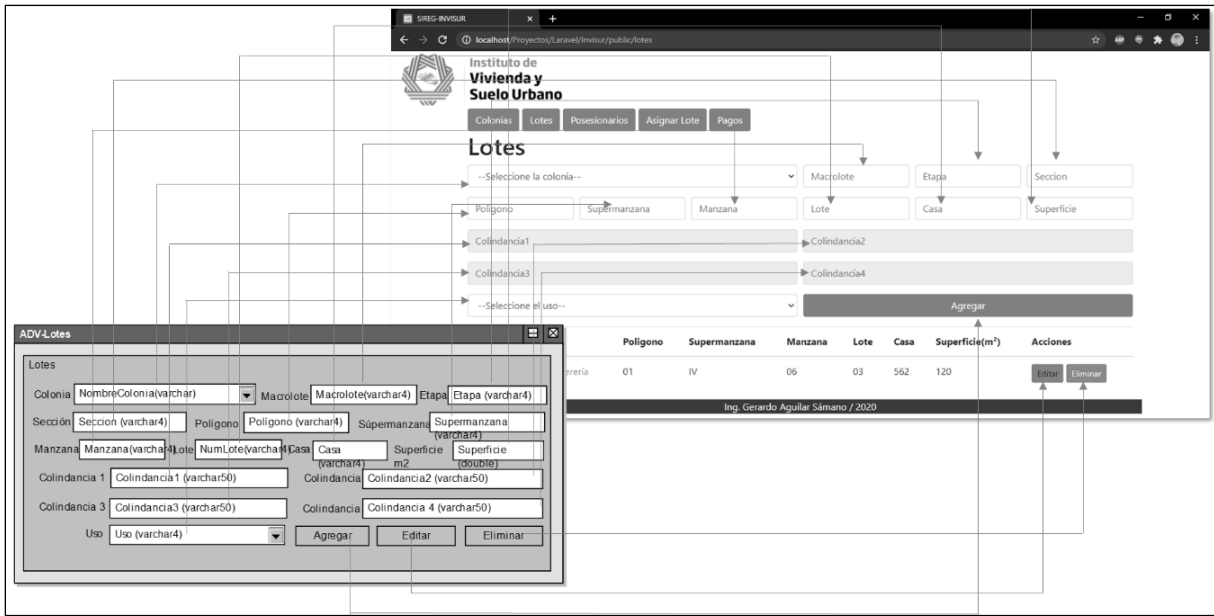 SIREG-INVISUR
localhost/Proyectos/Laravel/Invisur/public/lotes
Instituto de
Vivienda y
Suelo Urbano
Colonias Lotes Posesionarios Asignar Lote Pagos
Lotes
--Seleccione la colonia-- Macrolote Etapa Seccion
Poligono Supermanzana Manzana Lote Casa Superficie
Colindancia1 Colindancia2
Colindancia3 Colindancia4
--Seleccione el uso-- Agregar
Poligono Supermanzana Manzana Lote Casa Superficie(m²) Acciones
01 IV 06 03 562 120 Editar Eliminar
Ing. Gerardo Aguilar Sámano / 2020
ADV-Lotes
Lotes
Colonia NombreColonia(varchar) Macrolote Macrolote(varchar4) Etapa Etapa (varchar4)
Sección Seccion (varchar4) Poligono Polígono (varchar4) Súpermanzana Supermanzana
(varchar4)
Manzana Manzana(varchar4) Lote NumLote(varchar4) Casa Casa Superficie Superficie
(varchar4) m2 (double)
Colindancia 1 Colindancia1 (varchar50) Colindancia Colindancia2 (varchar50)
Colindancia 3 Colindancia3 (varchar50) Colindancia Colindancia 4 (varchar50)
Uso Uso (varchar4) Agregar Editar Eliminar